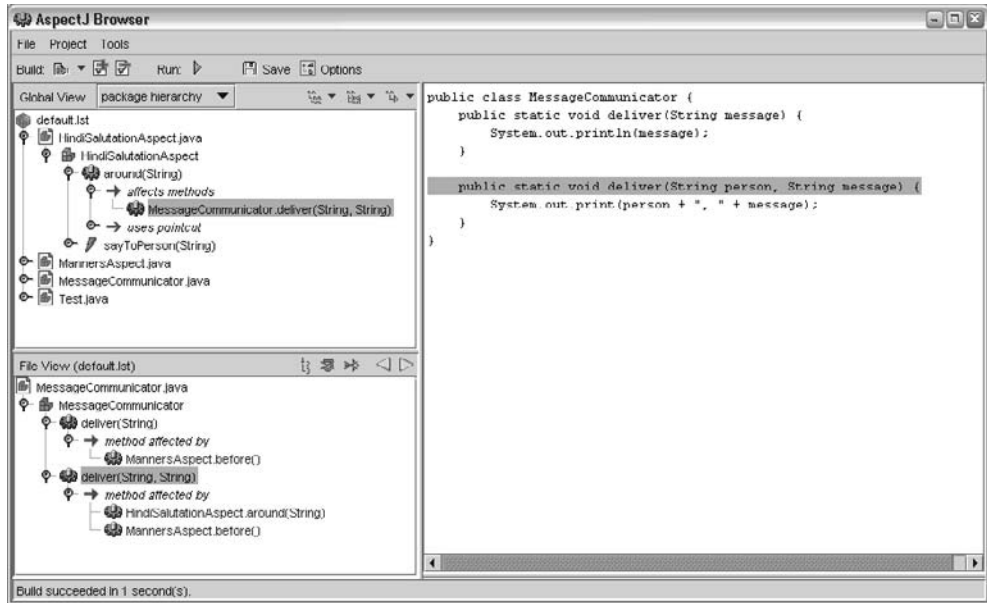 AspectJ Browser
File Project Tools
Build: Run: Save Options
Global View package hierarchy
default.lst
HindiSalutationAspect.java
HindiSalutationAspect
around(String)
affects methods
MessageCommunicator.deliver(String, String)
uses pointcut
sayToPerson(String)
MannersAspect.java
MessageCommunicator.java
Test.java
File View (default.lst)
MessageCommunicator.java
MessageCommunicator
deliver(String)
method affected by
MannersAspect.before()
deliver(String, String)
method affected by
HindiSalutationAspect.around(String)
MannersAspect.before()
public class MessageCommunicator {
public static void deliver(String message) {
System.out.println(message);
}
public static void deliver(String person, String message) {
System.out.print(person + ", " + message);
}
}
Build succeeded in 1 second(s).